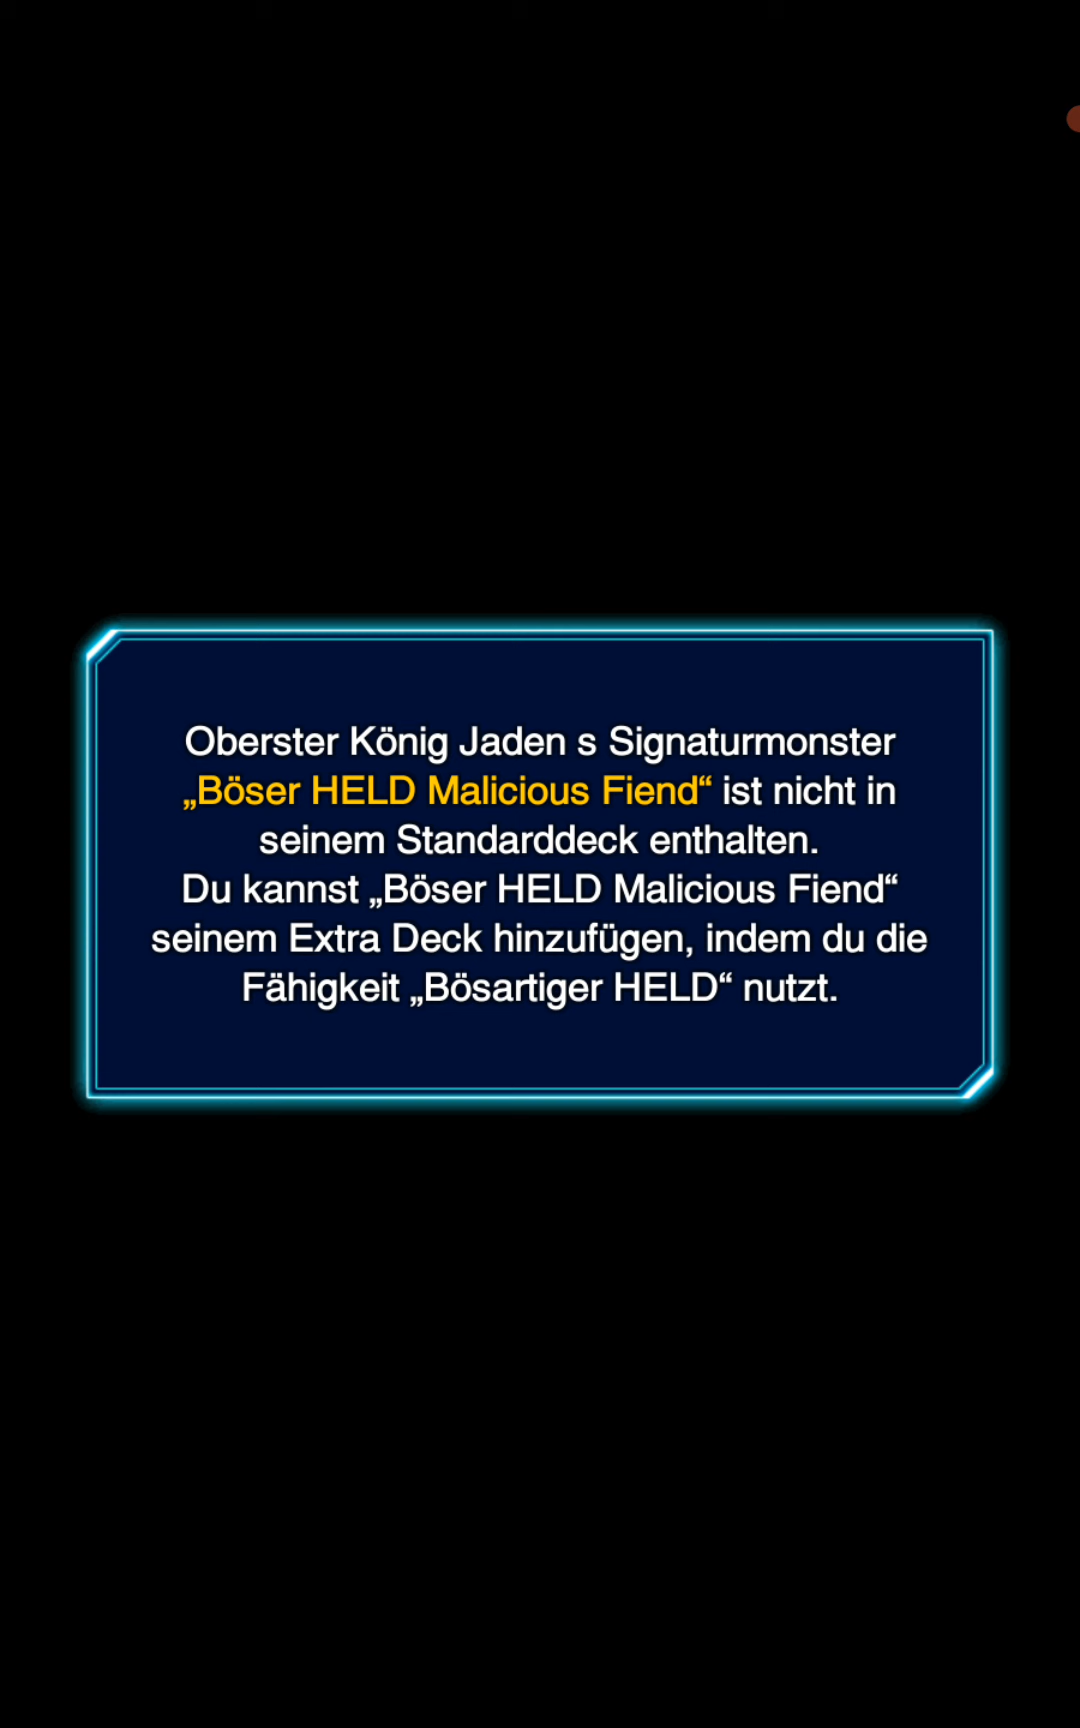 Oberster König Jaden s Signaturmonster
„Böser HELD Malicious Fiend“ ist nicht in
seinem Standarddeck enthalten.
Du kannst „Böser HELD Malicious Fiend“
seinem Extra Deck hinzufügen, indem du die
Fähigkeit „Bösartiger HELD“ nutzt.